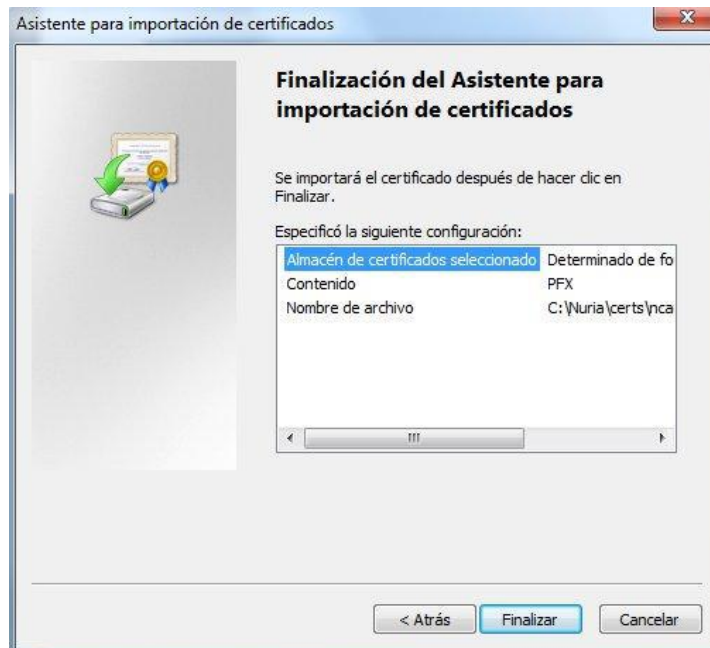 Asistente para importación de certificados
Finalización del Asistente para
importación de certificados
Se importará el certificado después de hacer clic en
Finalizar.
Especificó la siguiente configuración:
Almacén de certificados seleccionado Determinado de fo
Contenido PFX
Nombre de archivo C:\Nuria\certs\nca
< Atrás Finalizar Cancelar